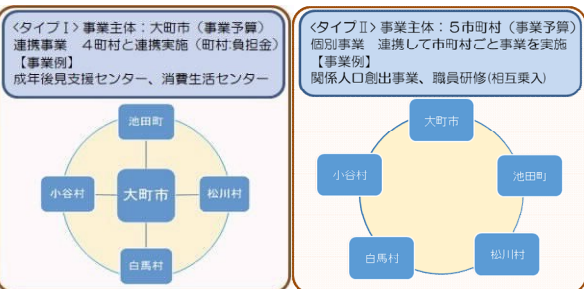 <タイプⅠ> 事業主体：大町市（事業予算）
連携事業　4町村と連携実施（町村:負担金）
【事業例】
成年後見支援センター、消費生活センター
池田町
小谷村
大町市
松川村
白馬村
<タイプⅡ> 事業主体：5市町村（事業予算）
個別事業　連携して市町村ごと事業を実施
【事業例】
関係人口創出事業、職員研修(相互乗入)
大町市
小谷村
池田町
白馬村
松川村